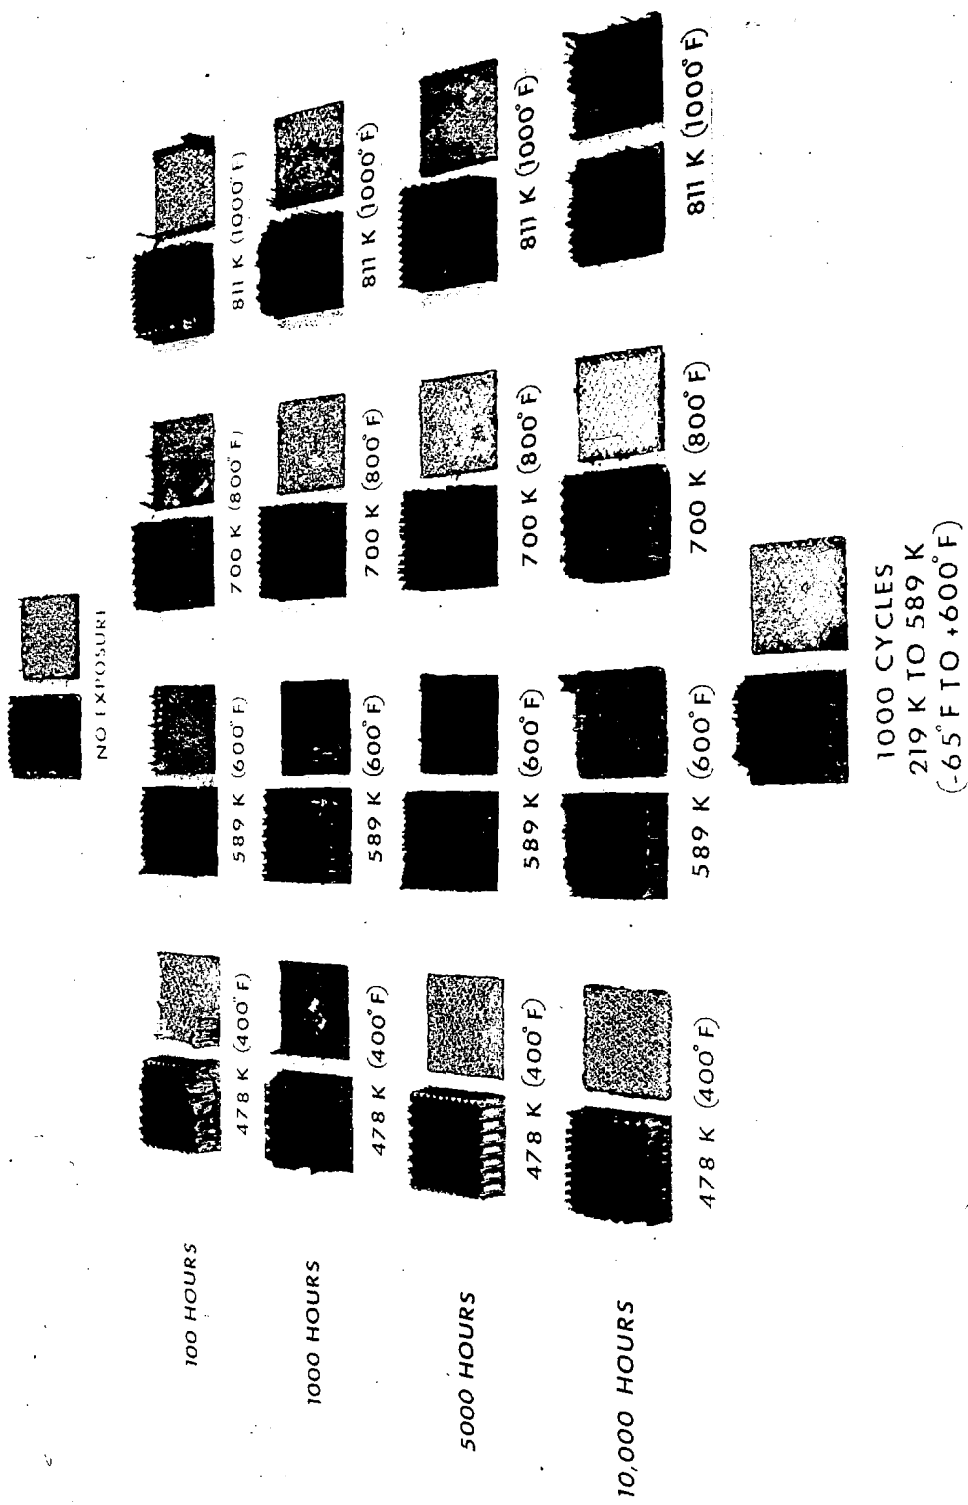 NO EXPOSURE
100 HOURS
478 K (400°F)
589 K (600°F)
700 K (800°F)
811 K (1000°F)
1000 HOURS
478 K (400°F)
589 K (600°F)
700 K (800°F)
811 K (1000°F)
5000 HOURS
478 K (400°F)
589 K (600°F)
700 K (800°F)
811 K (1000°F)
10,000 HOURS
478 K (400°F)
589 K (600°F)
700 K (800°F)
811 K (1000°F)
1000 CYCLES
219 K TO 589 K
(-65°F TO +600°F)